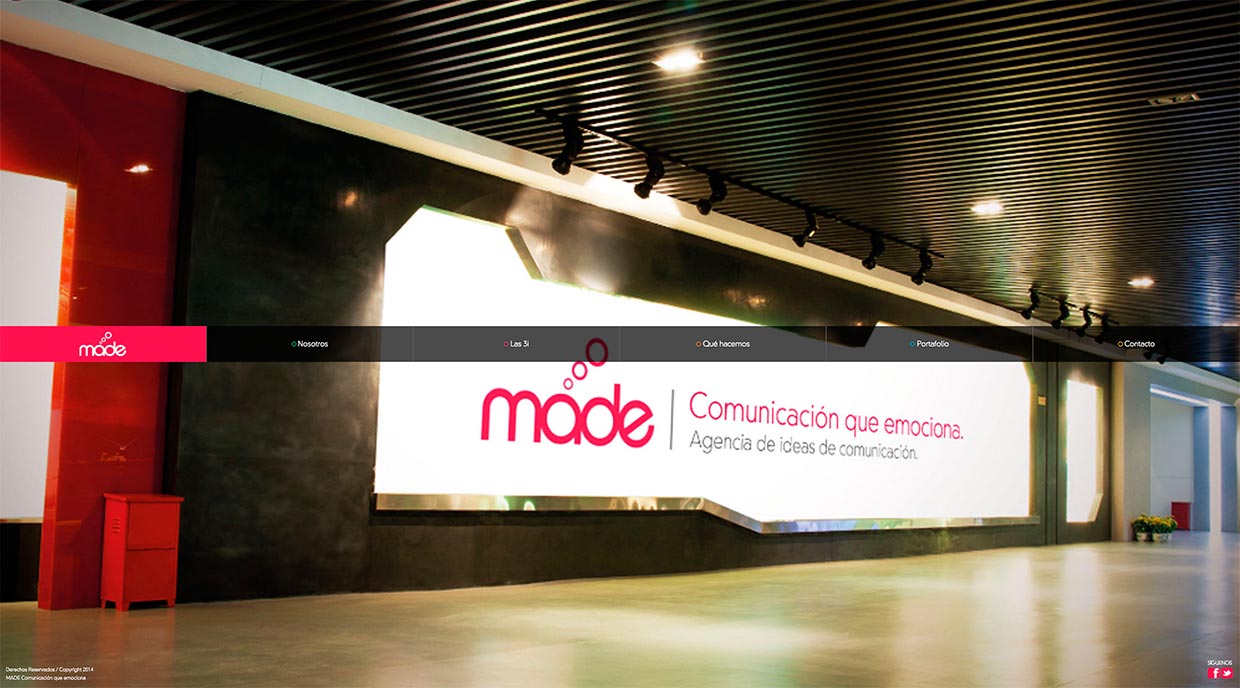 made
Nosotros
Las 3i
Qué hacemos
Portafolio
Contacto
made
Comunicación que emociona.
Agencia de ideas de comunicación.
Derechos Reservados / Copyright 2014
MADE Comunicación que emociona
SÍGUENOS